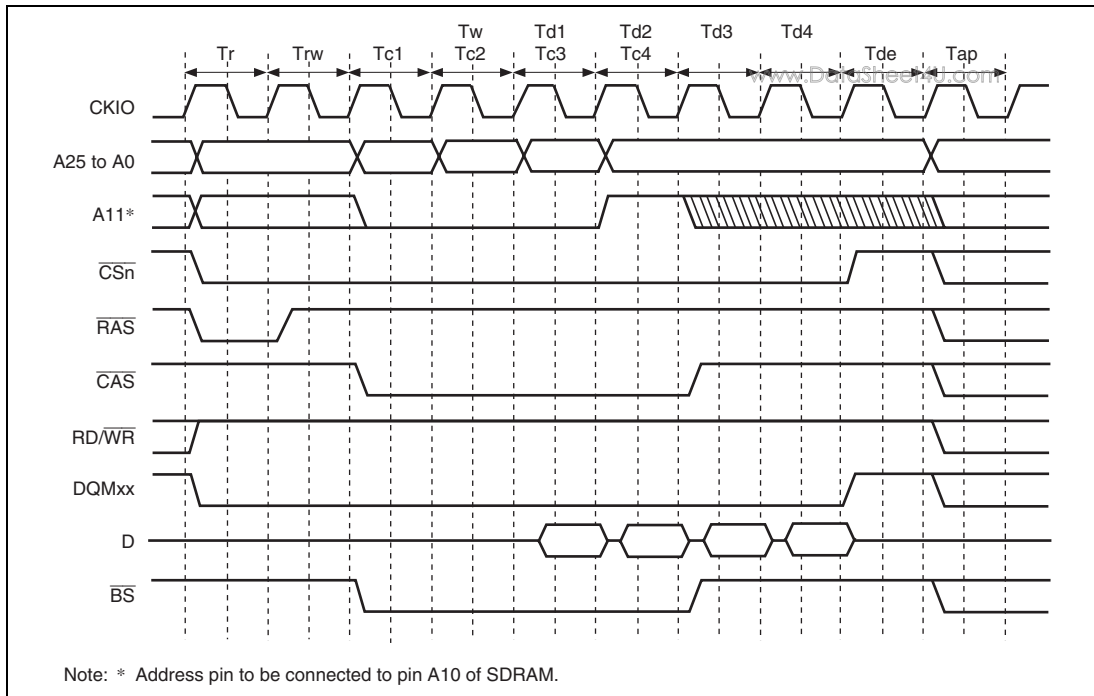 Tw Td1 Td2 Td3 Td4
Tr Trw Tc1 Tc2 Tc3 Tc4 Tde Tap
www.DataSheet4U.com
CKIO
A25 to A0
A11*
CSn
RAS
CAS
RD/WR
DQMxx
D
BS
Note: * Address pin to be connected to pin A10 of SDRAM.